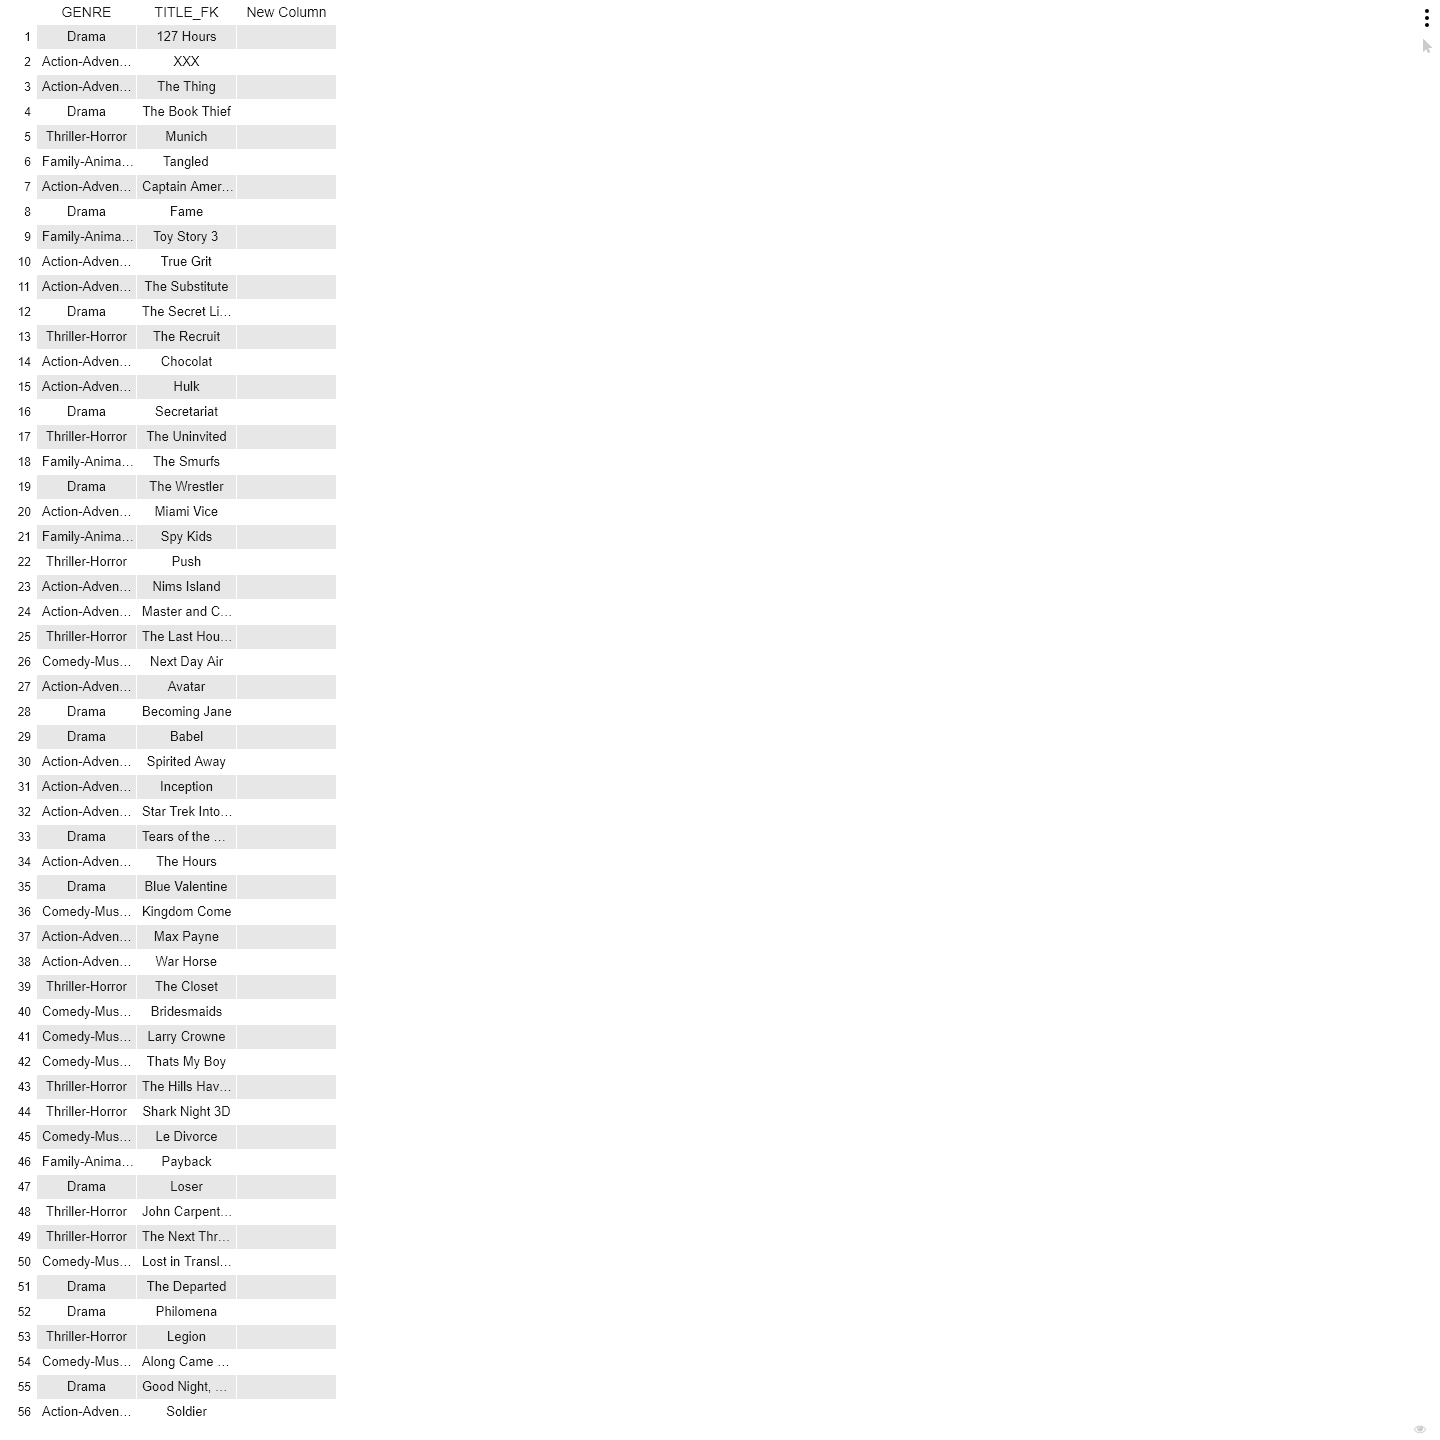 GENRE TITLE_FK New Column
1 Drama 127 Hours
2 Action-Adven... XXX
3 Action-Adven... The Thing
4 Drama The Book Thief
5 Thriller-Horror Munich
6 Family-Anima... Tangled
7 Action-Adven... Captain Amer...
8 Drama Fame
9 Family-Anima... Toy Story 3
10 Action-Adven... True Grit
11 Action-Adven... The Substitute
12 Drama The Secret Li...
13 Thriller-Horror The Recruit
14 Action-Adven... Chocolat
15 Action-Adven... Hulk
16 Drama Secretariat
17 Thriller-Horror The Uninvited
18 Family-Anima... The Smurfs
19 Drama The Wrestler
20 Action-Adven... Miami Vice
21 Family-Anima... Spy Kids
22 Thriller-Horror Push
23 Action-Adven... Nims Island
24 Action-Adven... Master and C...
25 Thriller-Horror The Last Hou...
26 Comedy-Mus... Next Day Air
27 Action-Adven... Avatar
28 Drama Becoming Jane
29 Drama Babel
30 Action-Adven... Spirited Away
31 Action-Adven... Inception
32 Action-Adven... Star Trek Into...
33 Drama Tears of the ...
34 Action-Adven... The Hours
35 Drama Blue Valentine
36 Comedy-Mus... Kingdom Come
37 Action-Adven... Max Payne
38 Action-Adven... War Horse
39 Thriller-Horror The Closet
40 Comedy-Mus... Bridesmaids
41 Comedy-Mus... Larry Crowne
42 Comedy-Mus... Thats My Boy
43 Thriller-Horror The Hills Hav...
44 Thriller-Horror Shark Night 3D
45 Comedy-Mus... Le Divorce
46 Family-Anima... Payback
47 Drama Loser
48 Thriller-Horror John Carpent...
49 Thriller-Horror The Next Thr...
50 Comedy-Mus... Lost in Transl...
51 Drama The Departed
52 Drama Philomena
53 Thriller-Horror Legion
54 Comedy-Mus... Along Came ...
55 Drama Good Night, ...
56 Action-Adven... Soldier